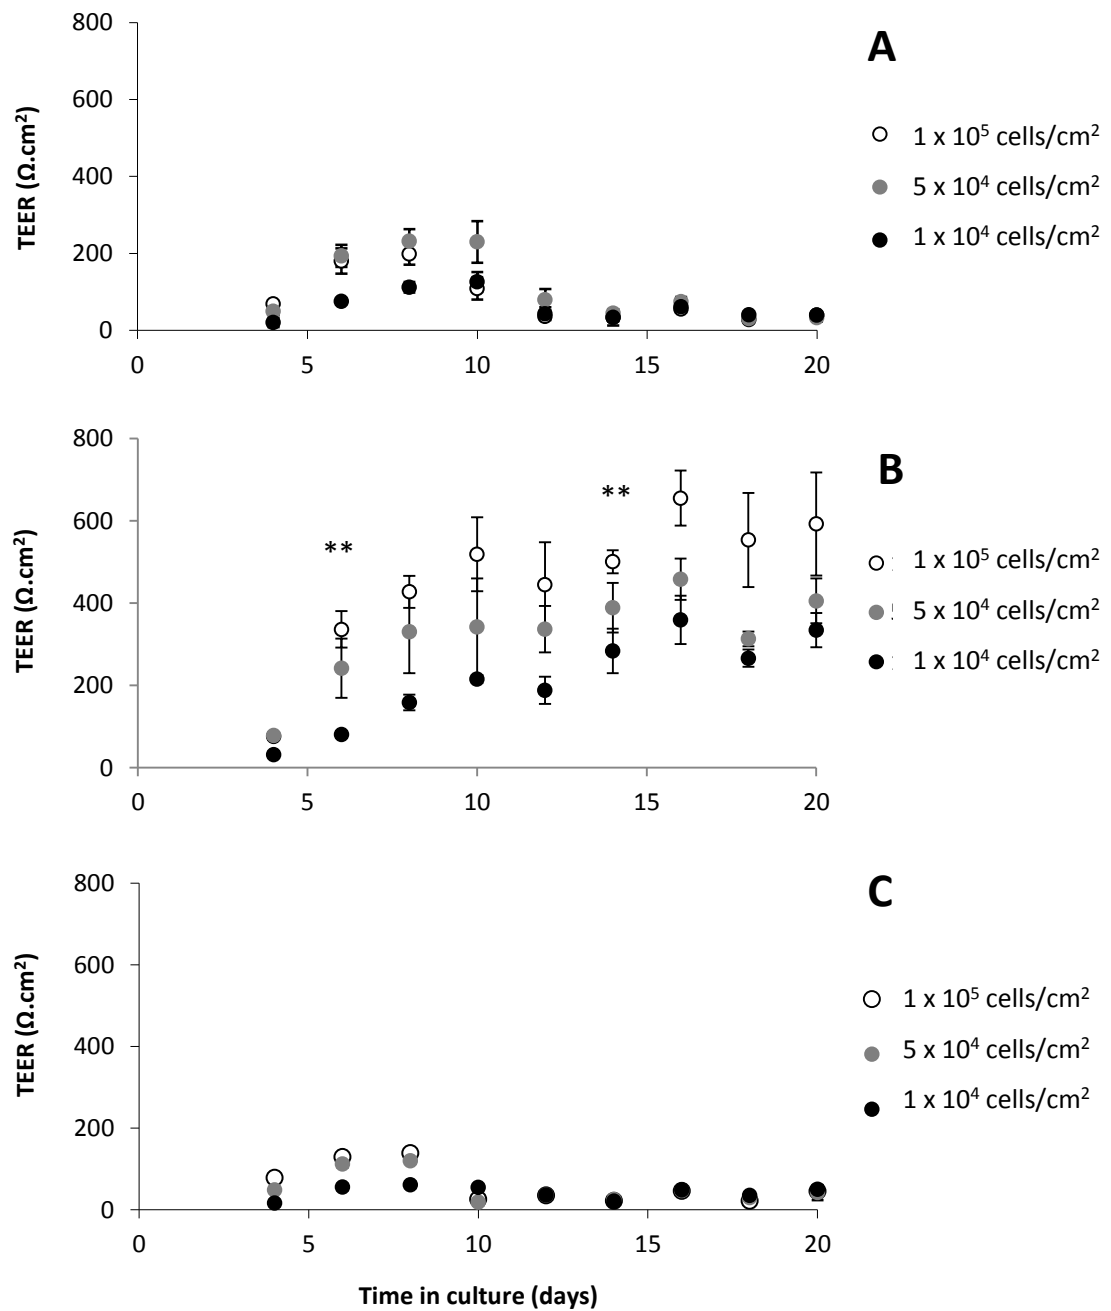 A
800
600
400
200
0
TEER (Ω.cm²)
1 x 10⁵ cells/cm²
5 x 10⁴ cells/cm²
1 x 10⁴ cells/cm²
0 5 10 15 20
B
800
600
400
200
0
TEER (Ω.cm²)
**
**
1 x 10⁵ cells/cm²
5 x 10⁴ cells/cm²
1 x 10⁴ cells/cm²
0 5 10 15 20
C
800
600
400
200
0
TEER (Ω.cm²)
1 x 10⁵ cells/cm²
5 x 10⁴ cells/cm²
1 x 10⁴ cells/cm²
0 5 10 15 20
Time in culture (days)